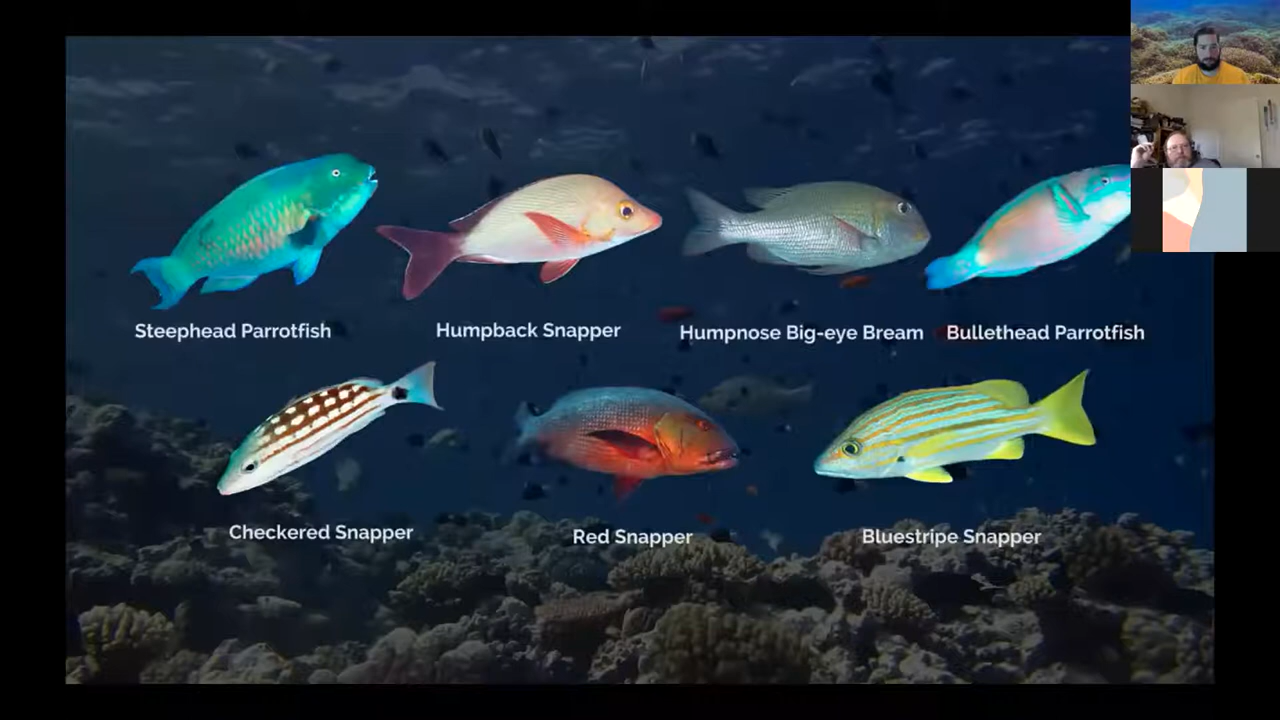 Steephead Parrotfish
Humpback Snapper
Humpnose Big-eye Bream
Bullethead Parrotfish
Checkered Snapper
Red Snapper
Bluestripe Snapper